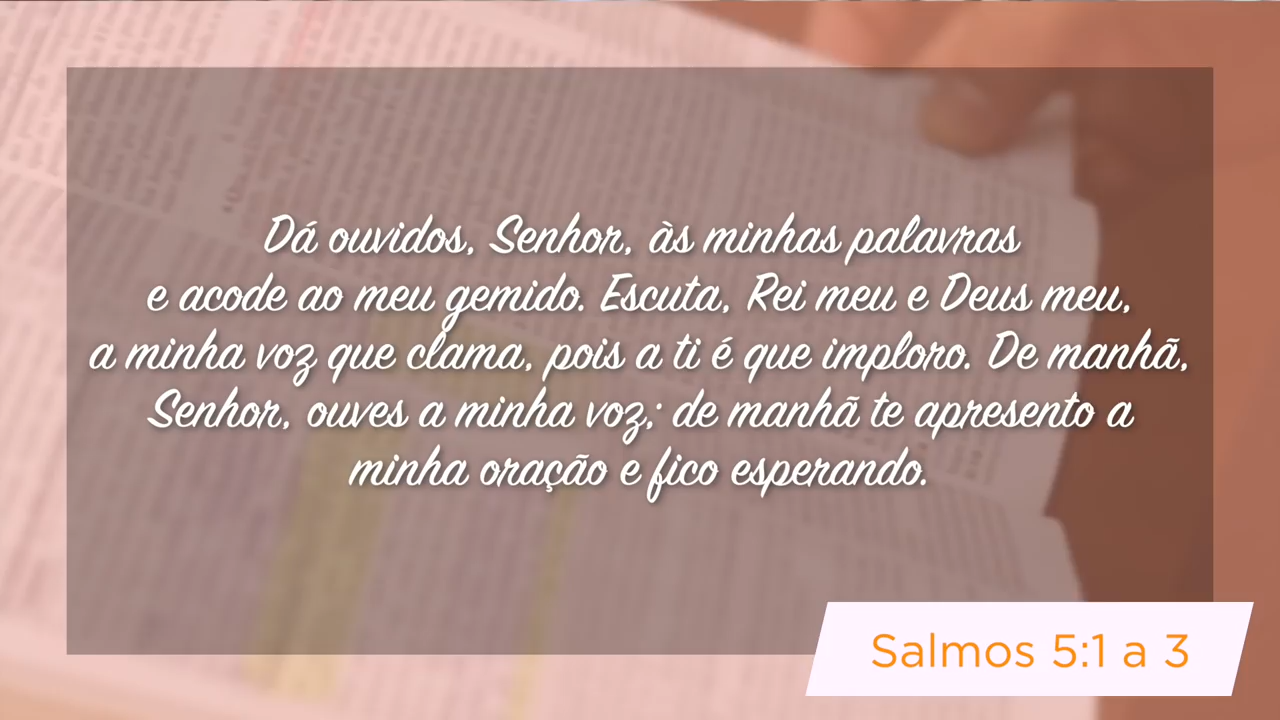 Dá ouvidos, Senhor, às minhas palavras
e acode ao meu gemido. Escuta, Rei meu e Deus meu,
a minha voz que clama, pois a ti é que imploro. De manhã,
Senhor, ouves a minha voz; de manhã te apresento a
minha oração e fico esperando.
Salmos 5:1 a 3